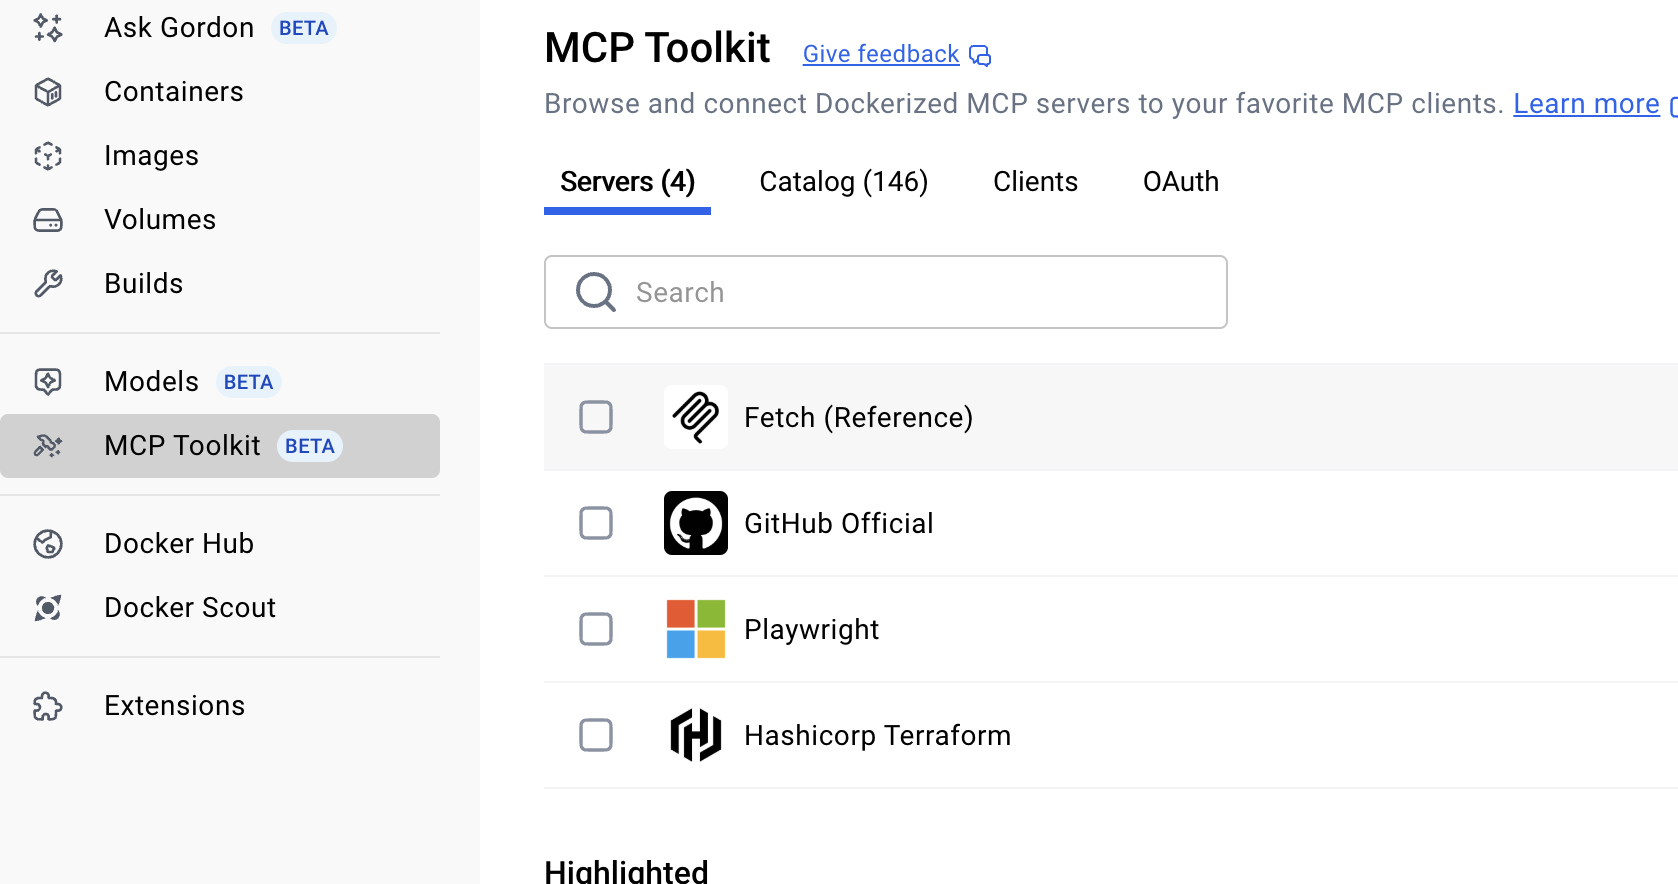 Ask Gordon BETA
Containers
Images
Volumes
Builds
Models BETA
MCP Toolkit BETA
Docker Hub
Docker Scout
Extensions
MCP Toolkit Give feedback
Browse and connect Dockerized MCP servers to your favorite MCP clients. Learn more
Servers (4) Catalog (146) Clients OAuth
Search
Fetch (Reference)
GitHub Official
Playwright
Hashicorp Terraform
Highlighted